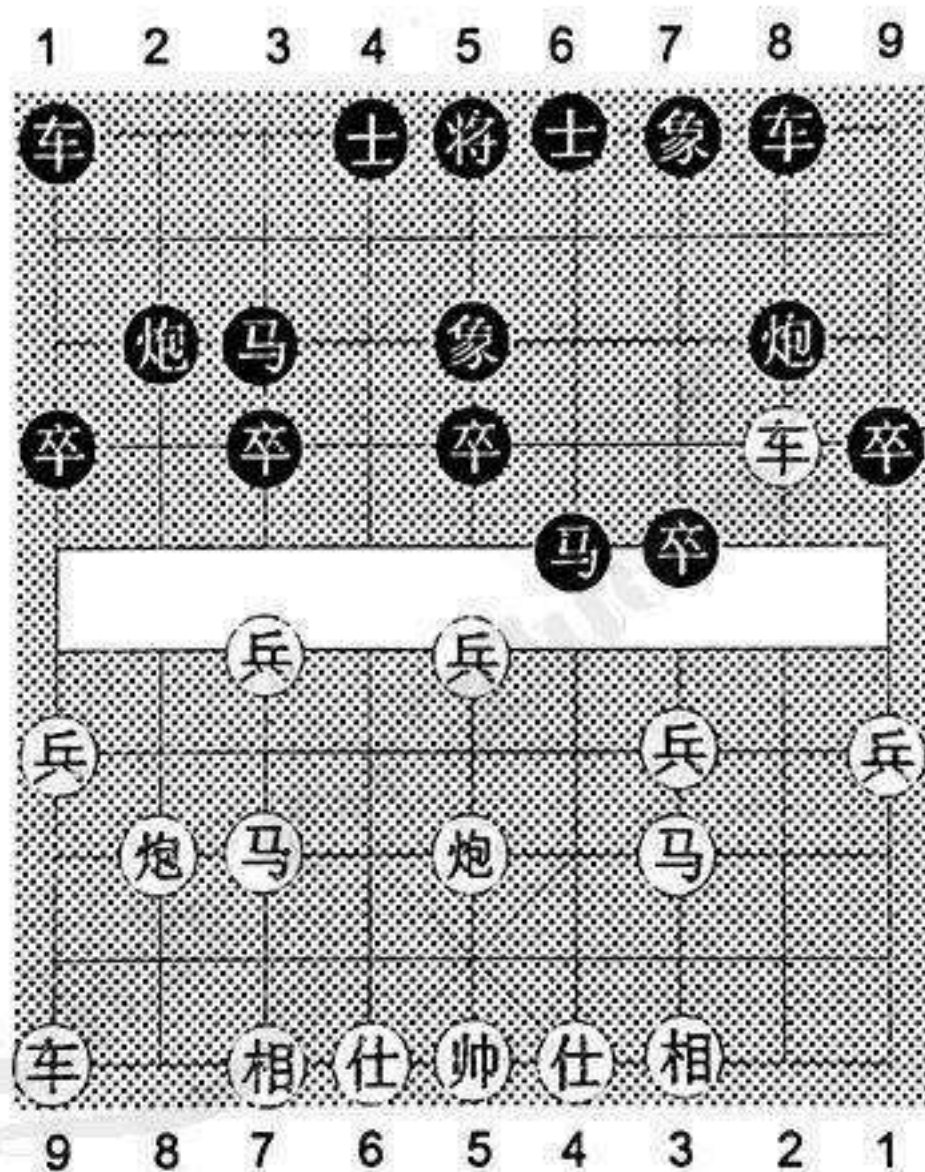 1 2 3 4 5 6 7 8 9
车 士 将 士 象 车
炮 马 象 炮
卒 卒 卒 车 卒
马 卒
兵 兵
兵 兵 兵
炮 马 炮 马
车 相 仕 帅 仕 相
9 8 7 6 5 4 3 2 1